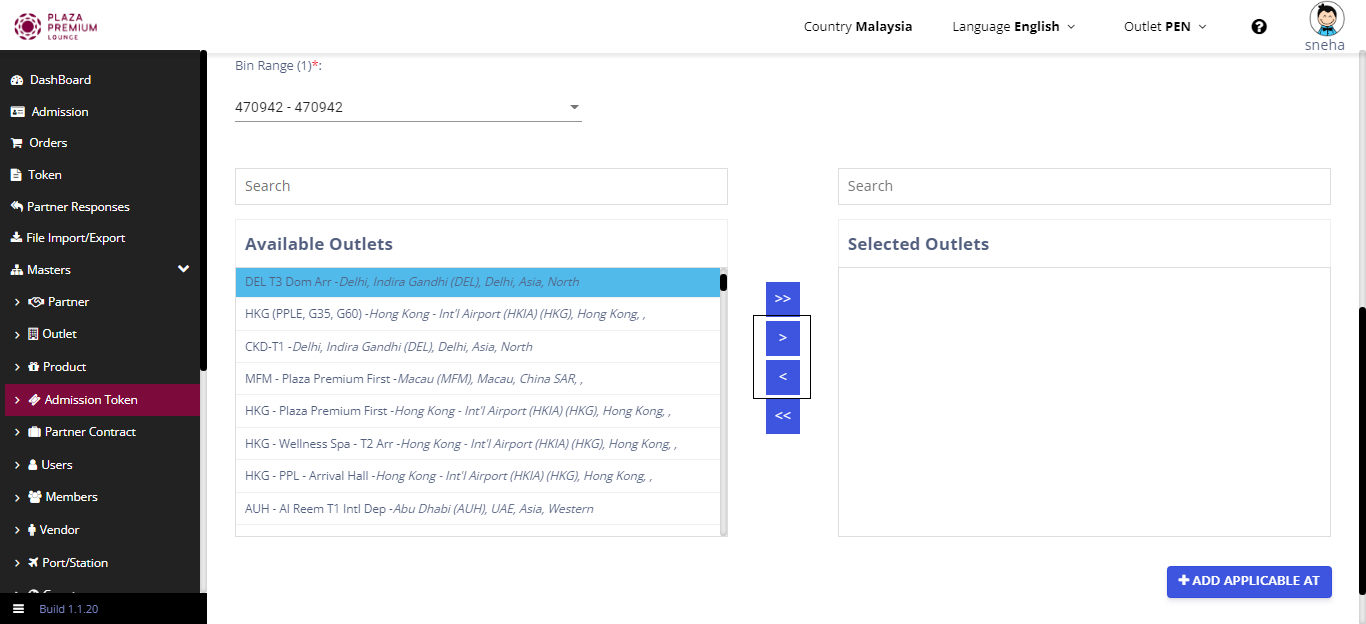 PLAZA
PREMIUM
LOUNGE
Country Malaysia
Language English
Outlet PEN
sneha
DashBoard
Admission
Orders
Token
Partner Responses
File Import/Export
Masters
Partner
Outlet
Product
Admission Token
Partner Contract
Users
Members
Vendor
Port/Station
Build 1.1.20
Bin Range (1)*:
470942 - 470942
Search
Search
Available Outlets
Selected Outlets
DEL T3 Dom Arr -Delhi, Indira Gandhi (DEL), Delhi, Asia, North
HKG (PPLE, G35, G60) -Hong Kong - Int'l Airport (HKIA) (HKG), Hong Kong, ,
CKD-T1 -Delhi, Indira Gandhi (DEL), Delhi, Asia, North
MFM - Plaza Premium First -Macau (MFM), Macau, China SAR, ,
HKG - Plaza Premium First -Hong Kong - Int'l Airport (HKIA) (HKG), Hong Kong, ,
HKG - Wellness Spa - T2 Arr -Hong Kong - Int'l Airport (HKIA) (HKG), Hong Kong, ,
HKG - PPL - Arrival Hall -Hong Kong - Int'l Airport (HKIA) (HKG), Hong Kong, ,
AUH - Al Reem T1 Intl Dep -Abu Dhabi (AUH), UAE, Asia, Western
>>
>
<
<<
+ ADD APPLICABLE AT